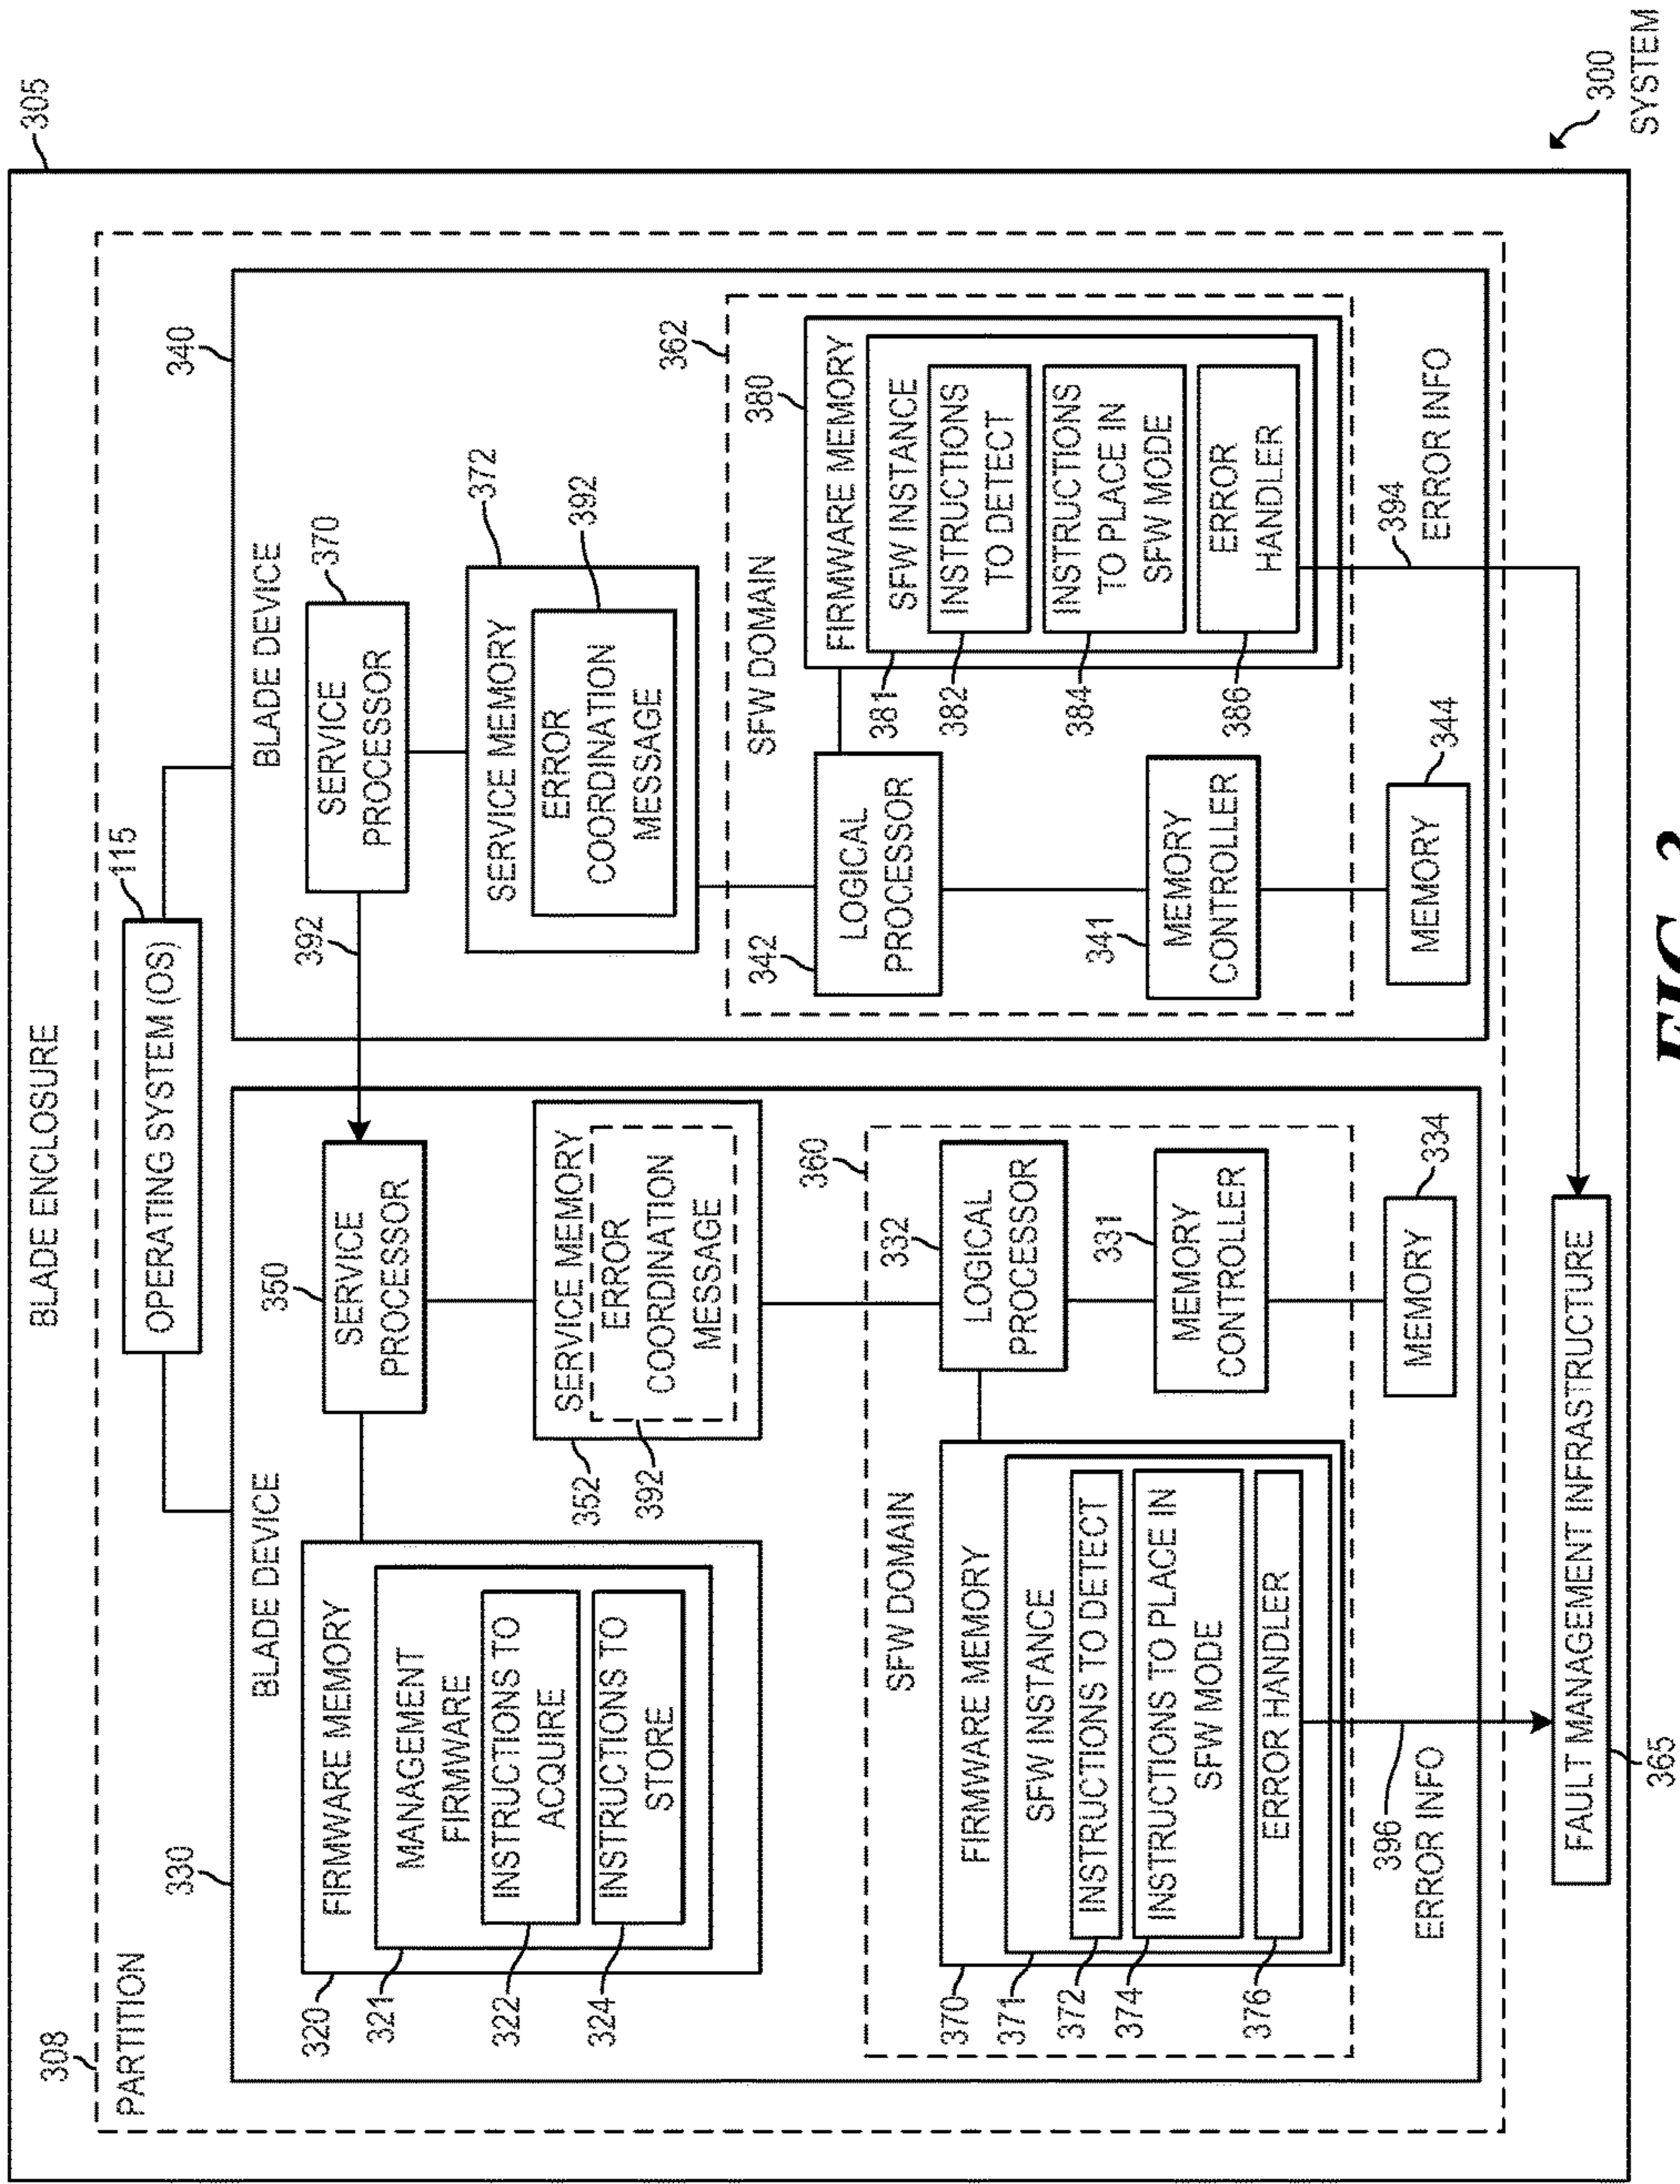 BLADE ENCLOSURE
305
308
PARTITION
OPERATING SYSTEM (OS)
115
330
BLADE DEVICE
FIRMWARE MEMORY
MANAGEMENT
FIRMWARE
INSTRUCTIONS TO
ACQUIRE
INSTRUCTIONS TO
STORE
320
321
322
324
350
SERVICE
PROCESSOR
SERVICE MEMORY
ERROR
COORDINATION
MESSAGE
352
392
360
SFW DOMAIN
FIRMWARE MEMORY
SFW INSTANCE
INSTRUCTIONS TO DETECT
INSTRUCTIONS TO PLACE IN
SFW MODE
ERROR HANDLER
370
371
372
374
376
332
LOGICAL
PROCESSOR
331
MEMORY
CONTROLLER
MEMORY
334
396
ERROR INFO
340
BLADE DEVICE
392
SERVICE
PROCESSOR
370
SERVICE MEMORY
372
ERROR
COORDINATION
MESSAGE
392
362
SFW DOMAIN
342
LOGICAL
PROCESSOR
341
MEMORY
CONTROLLER
MEMORY
344
380
FIRMWARE MEMORY
SFW INSTANCE
INSTRUCTIONS
TO DETECT
INSTRUCTIONS
TO PLACE IN
SFW MODE
ERROR
HANDLER
381
382
384
386
394
ERROR INFO
FAULT MANAGEMENT INFRASTRUCTURE
365
300
SYSTEM